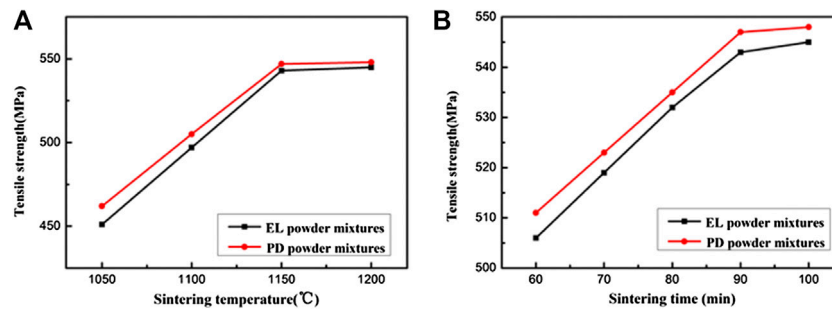 A
Tensile strength(MPa)
550
500
450
1050 1100 1150 1200
Sintering temperature(℃)
EL powder mixtures
PD powder mixtures
B
Tensile strength(MPa)
550
540
530
520
510
500
60 70 80 90 100
Sintering time (min)
EL powder mixtures
PD powder mixtures